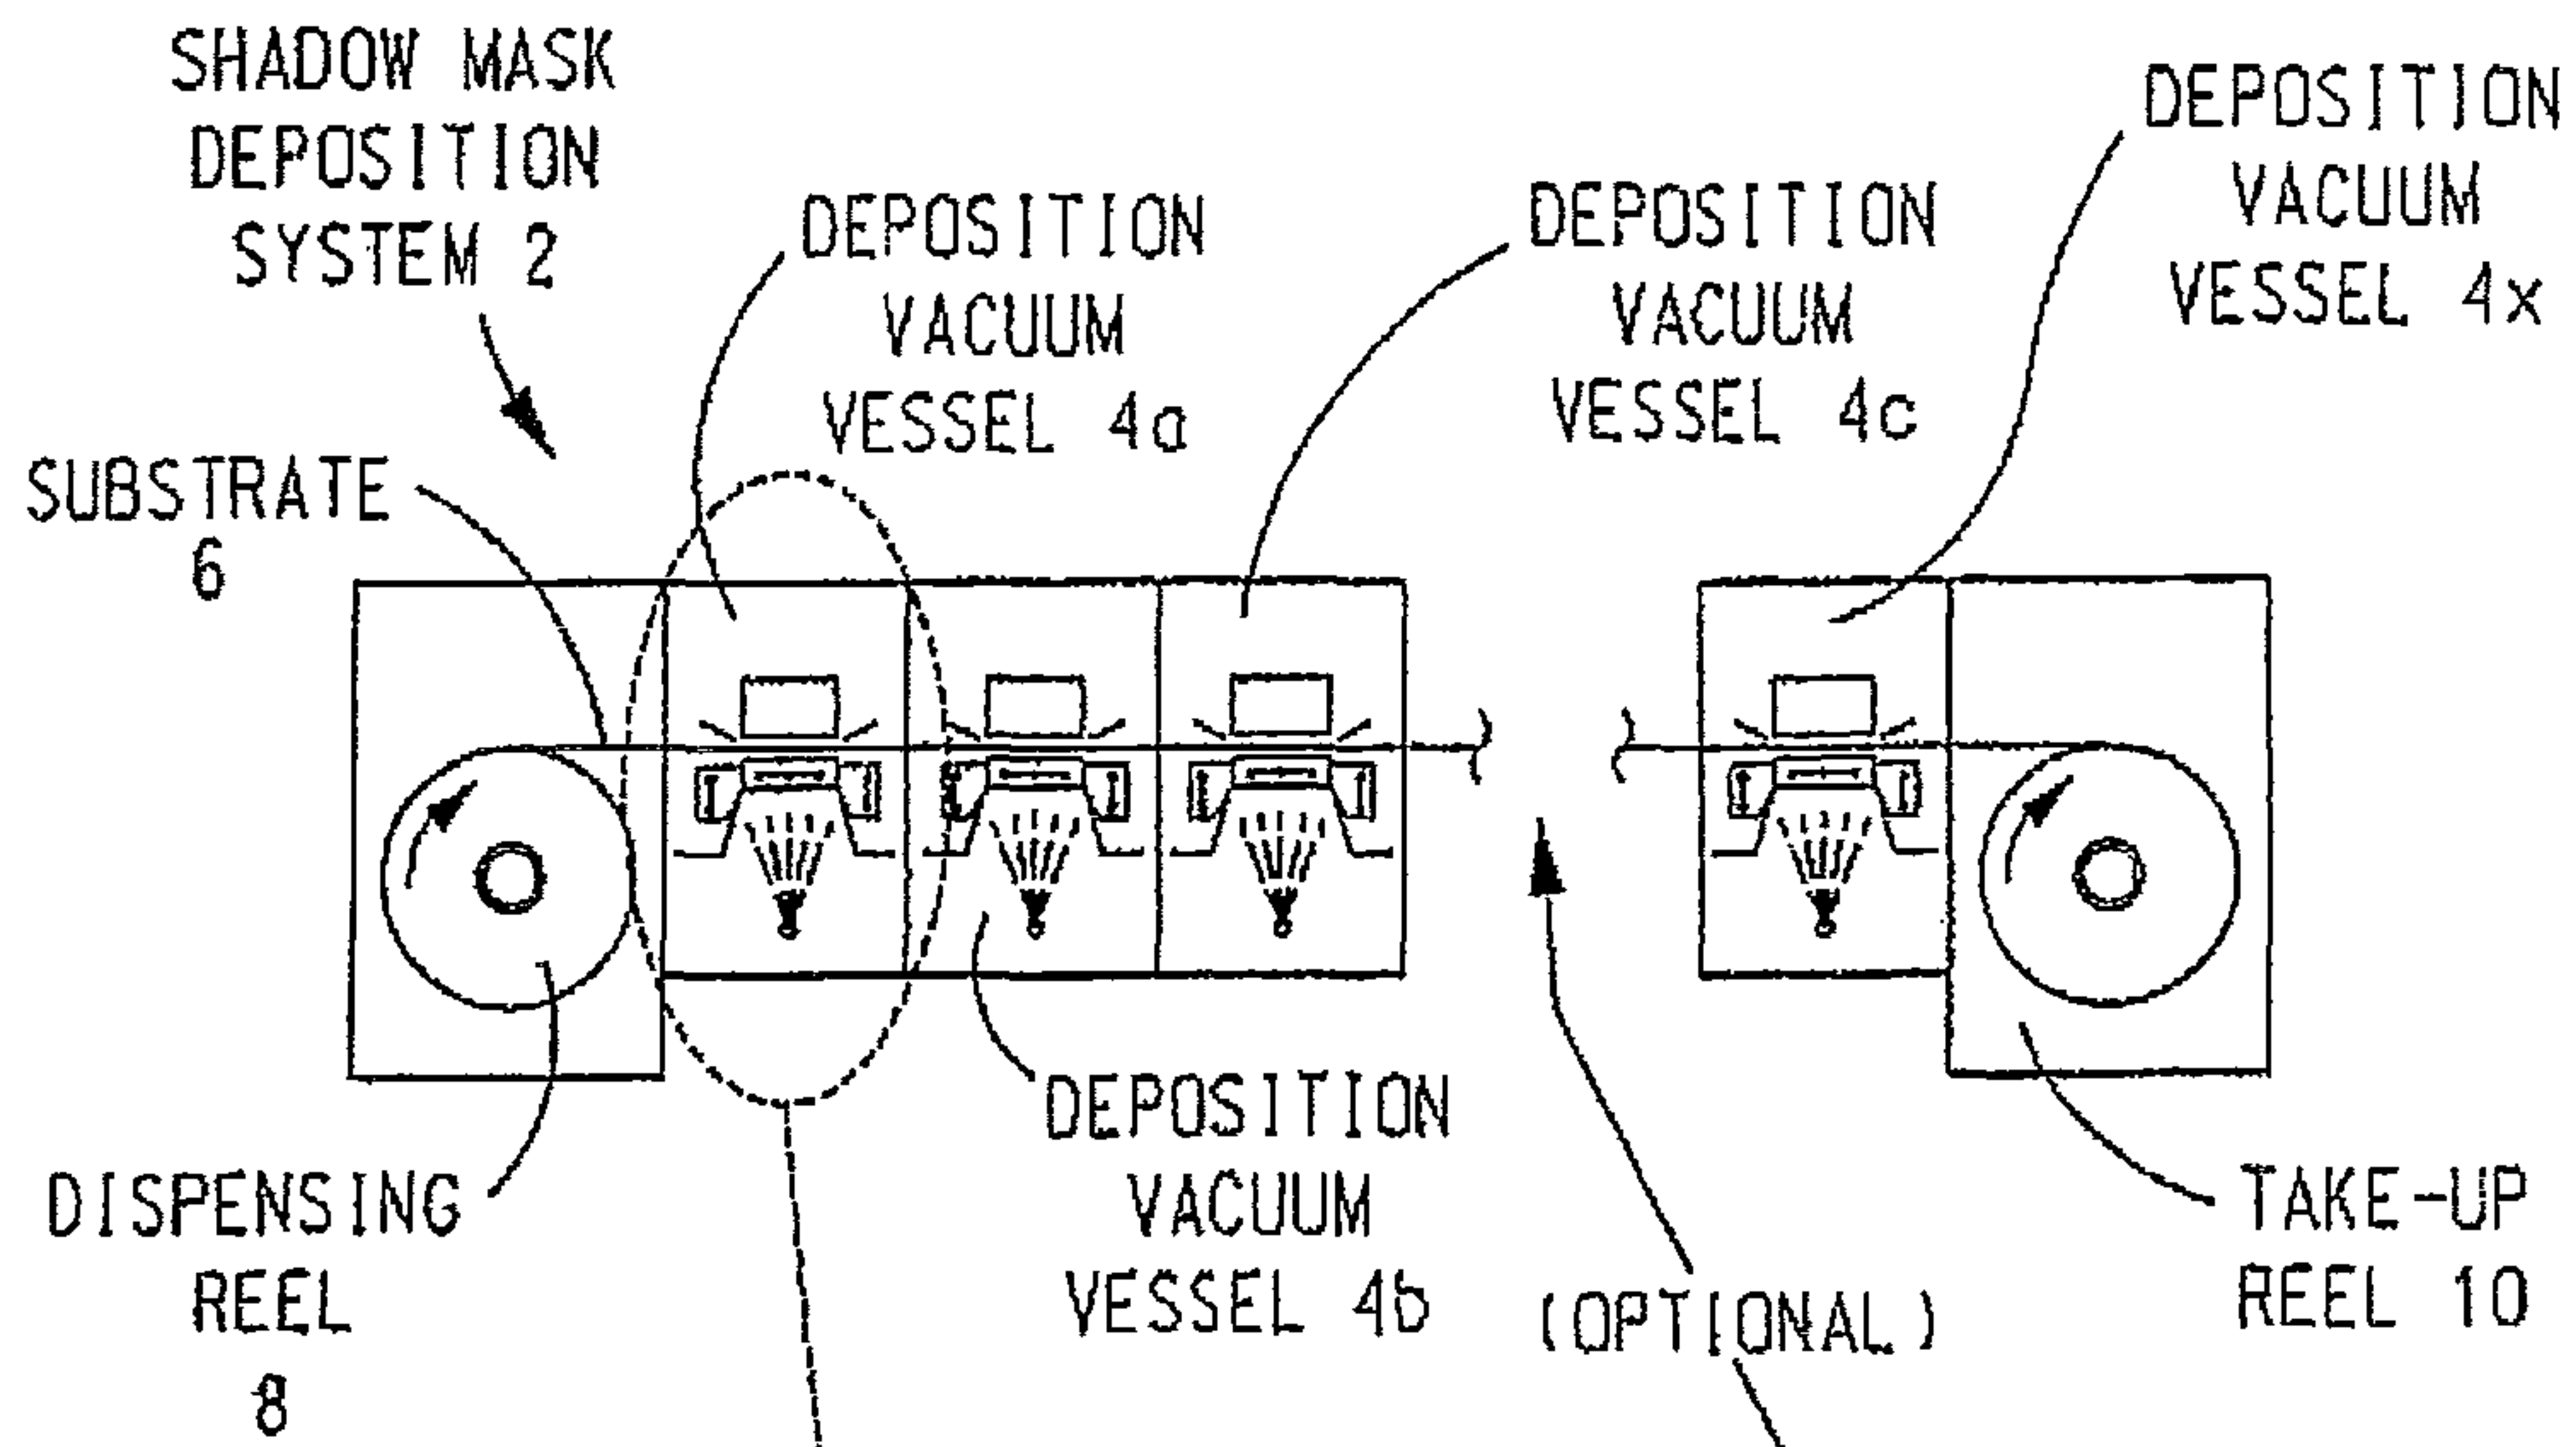 SHADOW MASK
DEPOSITION
SYSTEM 2
DEPOSITION
VACUUM
VESSEL 4a
DEPOSITION
VACUUM
VESSEL 4c
DEPOSITION
VACUUM
VESSEL 4x
SUBSTRATE
6
DISPENSING
REEL
8
DEPOSITION
VACUUM
VESSEL 4b
(OPTIONAL)
TAKE-UP
REEL 10